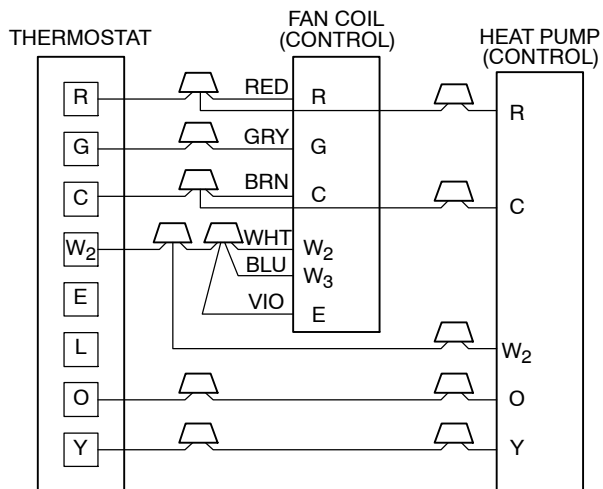 THERMOSTAT
FAN COIL
(CONTROL)
HEAT PUMP
(CONTROL)
R
RED
R
R
G
GRY
G
C
BRN
C
C
W2
WHT
W2
BLU
W3
E
VIO
E
L
W2
O
O
Y
Y